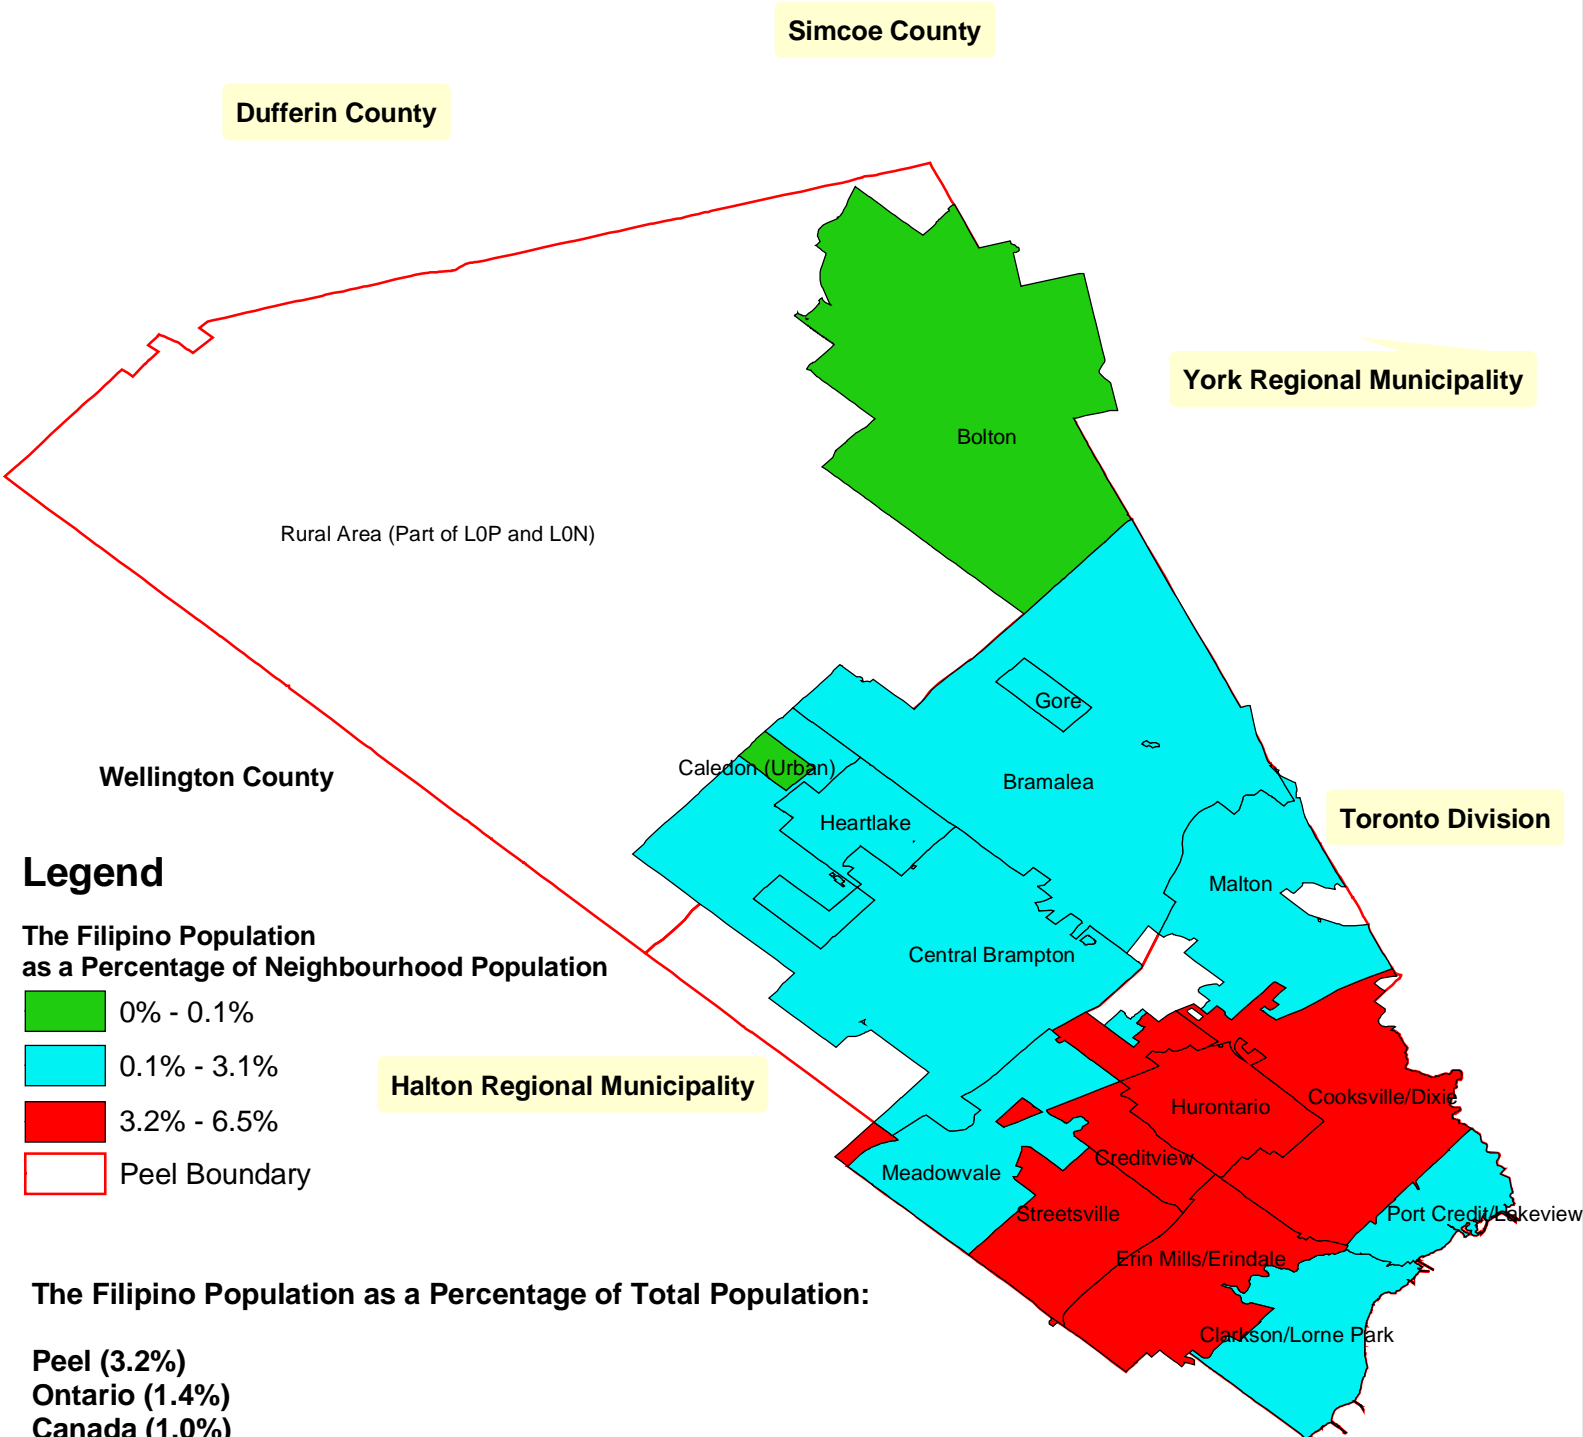 Simcoe County
Dufferin County
York Regional Municipality
Bolton
Rural Area (Part of L0P and L0N)
Gore
Wellington County
Caledon (Urban)
Bramalea
Heartlake
Toronto Division
Malton
Central Brampton
Legend
The Filipino Population
as a Percentage of Neighbourhood Population
0% - 0.1%
0.1% - 3.1%
3.2% - 6.5%
Peel Boundary
Halton Regional Municipality
Cooksville/Dixie
Hurontario
Creditview
Meadowvale
Streetsville
Port Credit/Lakeview
Erin Mills/Erindale
Clarkson/Lorne Park
The Filipino Population as a Percentage of Total Population:
Peel (3.2%)
Ontario (1.4%)
Canada (1.0%)